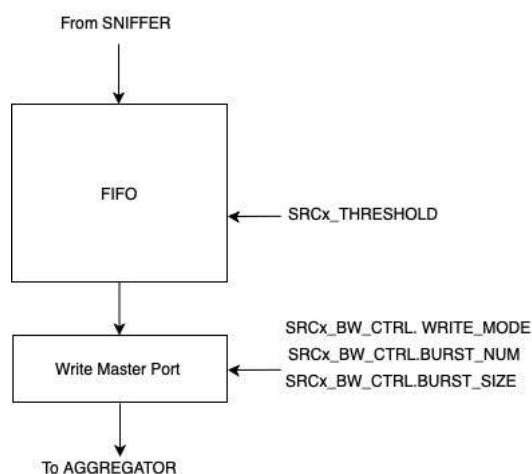 From SNIFFER
FIFO
SRCx_THRESHOLD
SRCx_BW_CTRL. WRITE_MODE
Write Master Port
SRCx_BW_CTRL.BURST_NUM
SRCx_BW_CTRL.BURST_SIZE
To AGGREGATOR